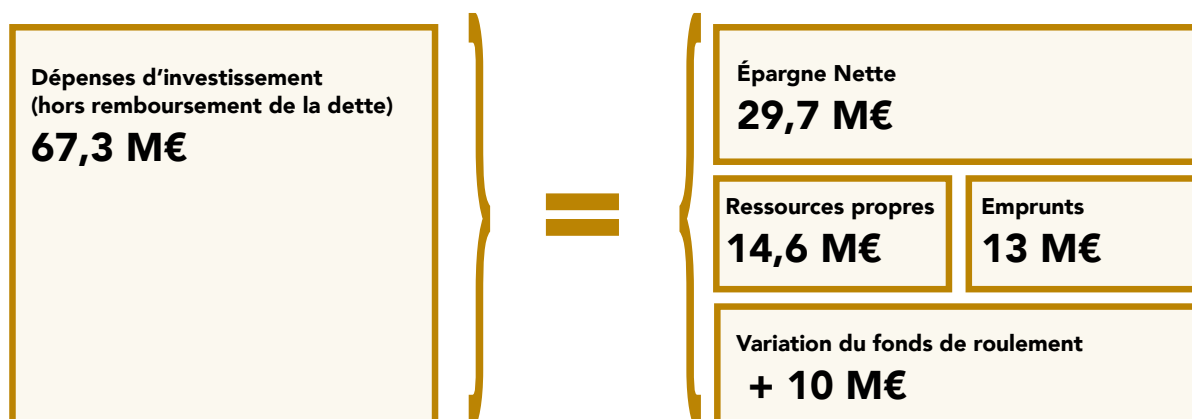 Dépenses d’investissement
(hors remboursement de la dette)
67,3 M€
=
Épargne Nette
29,7 M€
Ressources propres
14,6 M€
Emprunts
13 M€
Variation du fonds de roulement
+ 10 M€